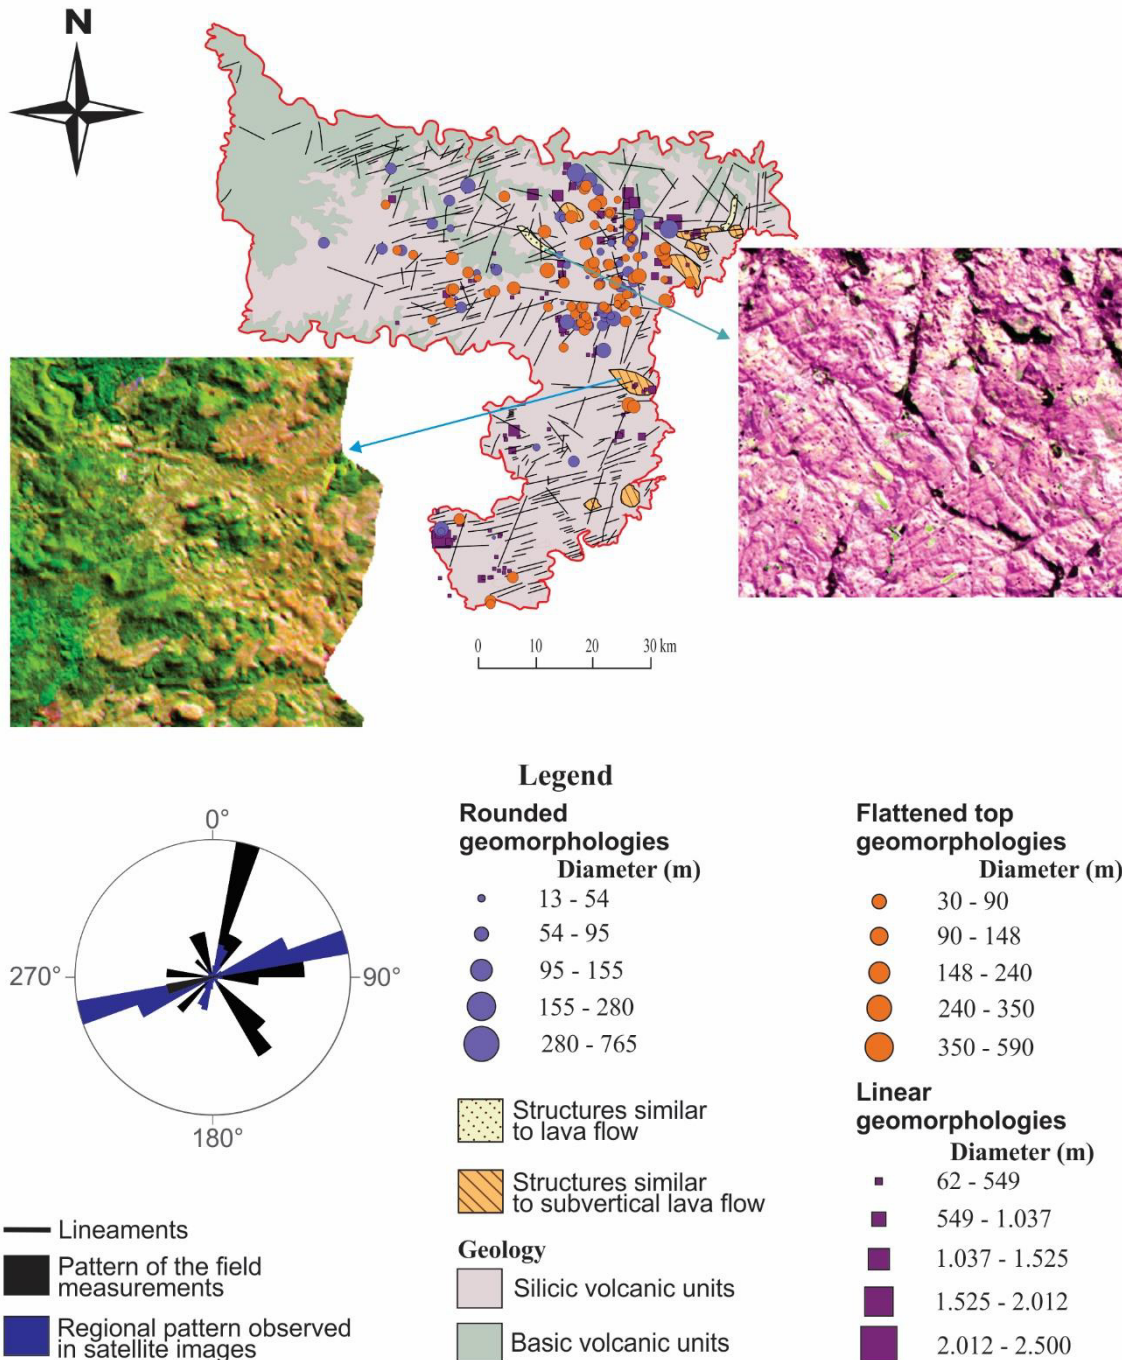 N
0 10 20 30 km
Legend
0°
90°
180°
270°
Lineaments
Pattern of the field
measurements
Regional pattern observed
in satellite images
Rounded
geomorphologies
Diameter (m)
13 - 54
54 - 95
95 - 155
155 - 280
280 - 765
Structures similar
to lava flow
Structures similar
to subvertical lava flow
Geology
Silicic volcanic units
Basic volcanic units
Flattened top
geomorphologies
Diameter (m)
30 - 90
90 - 148
148 - 240
240 - 350
350 - 590
Linear
geomorphologies
Diameter (m)
62 - 549
549 - 1.037
1.037 - 1.525
1.525 - 2.012
2.012 - 2.500